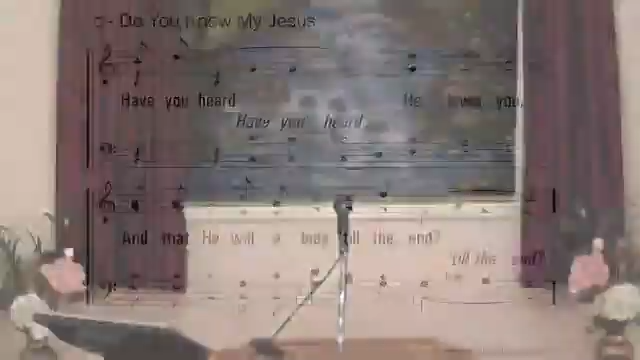 c - Do You Know My Jesus
Have you heard He loves you,
Have you heard
And that He will a bide till the end?
till the end?